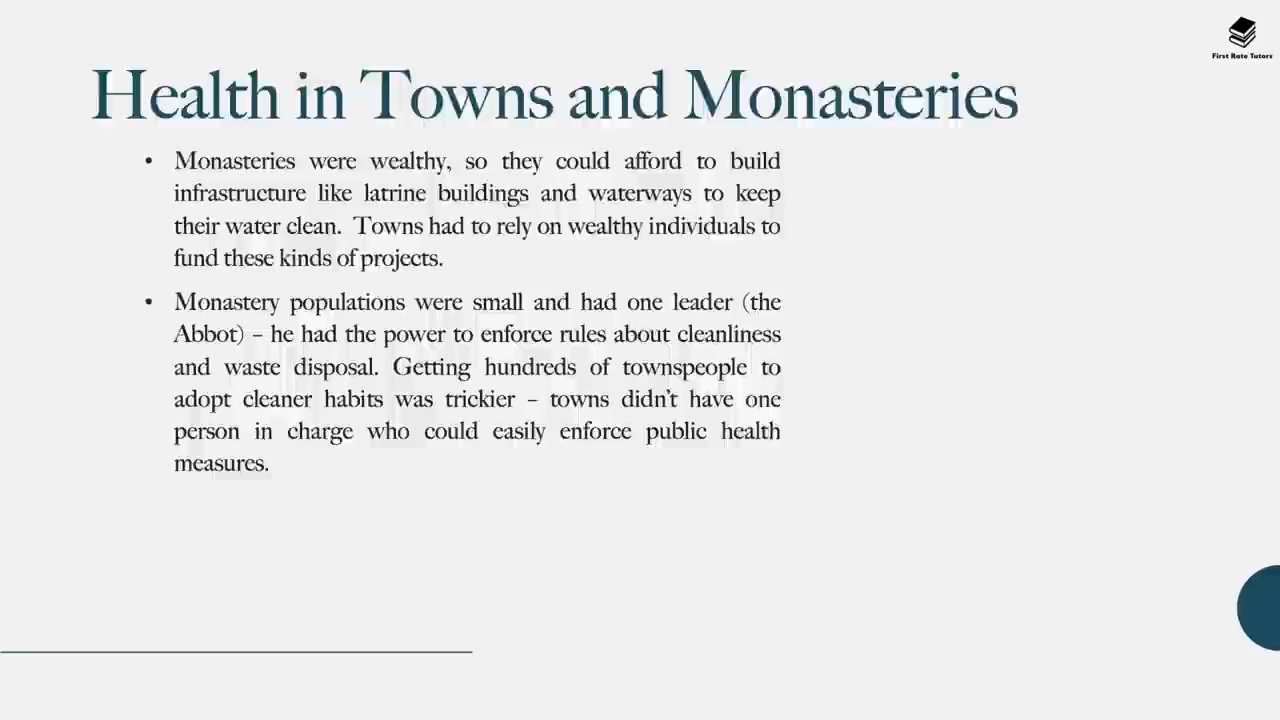 First Rate Tutors
Health in Towns and Monasteries
• Monasteries were wealthy, so they could afford to build
infrastructure like latrine buildings and waterways to keep
their water clean.  Towns had to rely on wealthy individuals to
fund these kinds of projects.
• Monastery populations were small and had one leader (the
Abbot) – he had the power to enforce rules about cleanliness
and waste disposal. Getting hundreds of townspeople to
adopt cleaner habits was trickier – towns didn’t have one
person in charge who could easily enforce public health
measures.